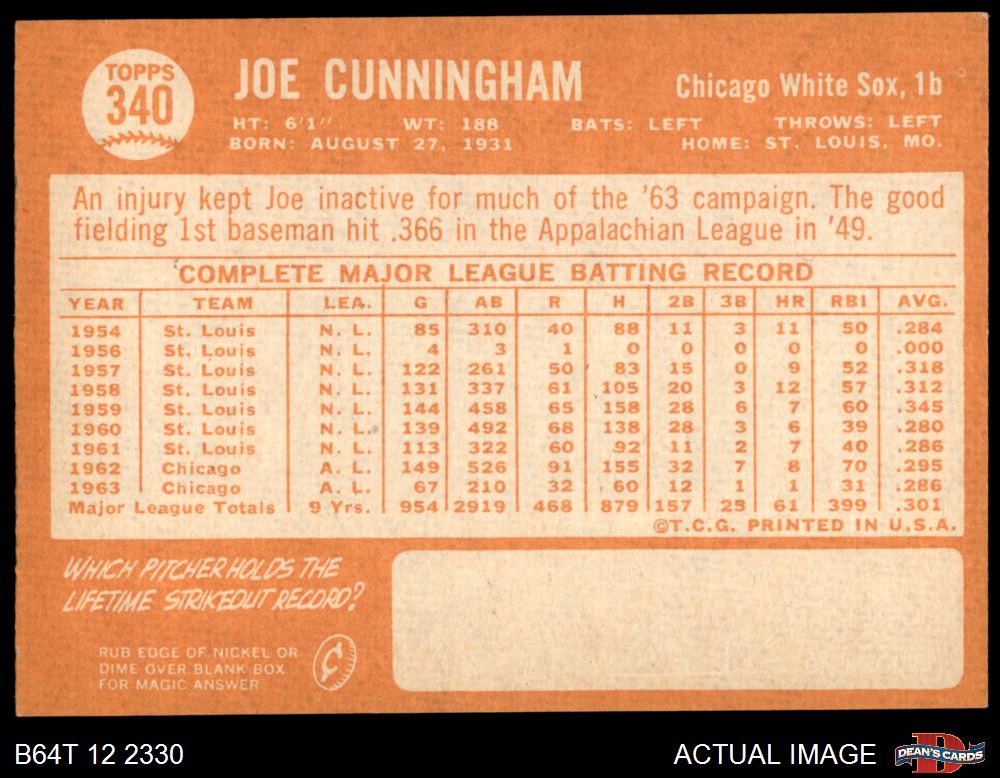 TOPPS
340
JOE CUNNINGHAM
Chicago White Sox, 1b
HT: 6'1'' WT: 188 BATS: LEFT THROWS: LEFT
BORN: AUGUST 27, 1931 HOME: ST. LOUIS, MO.
An injury kept Joe inactive for much of the '63 campaign. The good
fielding 1st baseman hit .366 in the Appalachian League in '49.
COMPLETE MAJOR LEAGUE BATTING RECORD
YEAR TEAM LEA. G AB R H 2B 3B HR RBI AVG.
1954 St. Louis N. L. 85 310 40 88 11 3 11 50 .284
1956 St. Louis N. L. 4 3 1 0 0 0 0 0 .000
1957 St. Louis N. L. 122 261 50 83 15 0 9 52 .318
1958 St. Louis N. L. 131 337 61 105 20 3 12 57 .312
1959 St. Louis N. L. 144 458 65 158 28 6 7 60 .345
1960 St. Louis N. L. 139 492 68 138 28 3 6 39 .280
1961 St. Louis N. L. 113 322 60 92 11 2 7 40 .286
1962 Chicago A. L. 149 526 91 155 32 7 8 70 .295
1963 Chicago A. L. 67 210 32 60 12 1 1 31 .286
Major League Totals 9 Yrs. 954 2919 468 879 157 25 61 399 .301
©T.C.G. PRINTED IN U.S.A.
WHICH PITCHER HOLDS THE
LIFETIME STRIKEOUT RECORD?
RUB EDGE OF NICKEL OR
DIME OVER BLANK BOX
FOR MAGIC ANSWER
¢
B64T 12 2330
ACTUAL IMAGE
DEAN'S CARDS